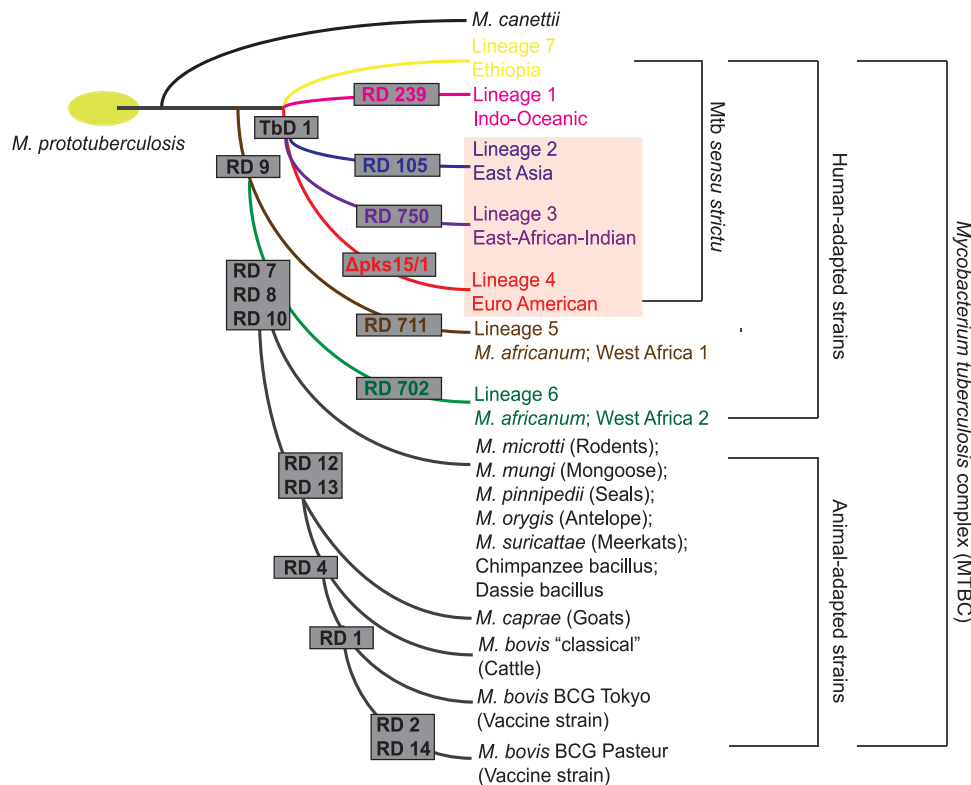 M. canettii
Lineage 7
Ethiopia
RD 239
Lineage 1
Indo-Oceanic
M. prototuberculosis
TbD 1
RD 9
RD 105
Lineage 2
East Asia
RD 750
Lineage 3
East-African-Indian
Δpks15/1
Lineage 4
Euro American
RD 7
RD 8
RD 10
RD 711
Lineage 5
M. africanum; West Africa 1
RD 702
Lineage 6
M. africanum; West Africa 2
M. microtti (Rodents);
M. mungi (Mongoose);
M. pinnipedii (Seals);
M. orygis (Antelope);
M. suricattae (Meerkats);
Chimpanzee bacillus;
Dassie bacillus
RD 12
RD 13
RD 4
M. caprae (Goats)
RD 1
M. bovis “classical”
(Cattle)
M. bovis BCG Tokyo
(Vaccine strain)
RD 2
RD 14
M. bovis BCG Pasteur
(Vaccine strain)
Mtb sensu strictu
Human-adapted strains
Animal-adapted strains
Mycobacterium tuberculosis complex (MTBC)